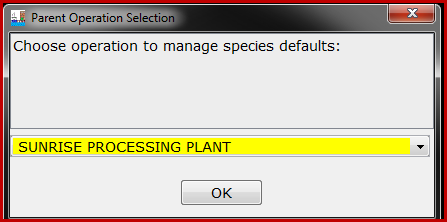 Parent Operation Selection
Choose operation to manage species defaults:
SUNRISE PROCESSING PLANT
OK